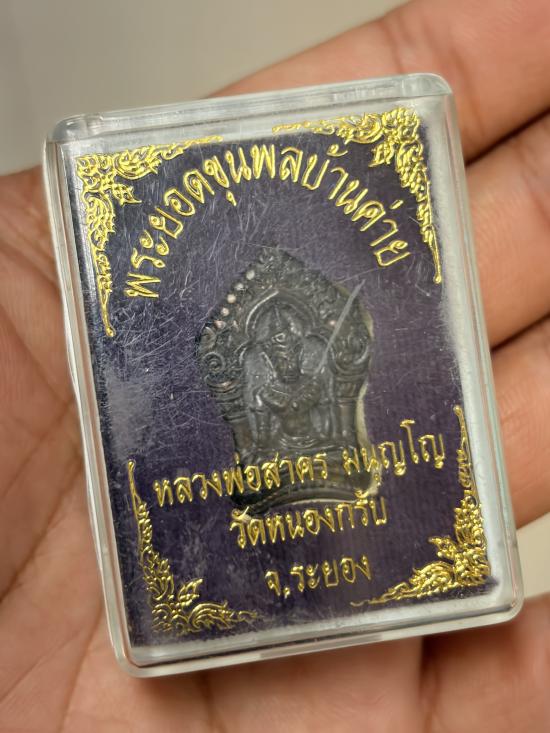 พระยอดขุนพลบ้านค่าย
หลวงพ่อสาคร มนุญโญ
วัดหนองกรับ
จ.ระยอง